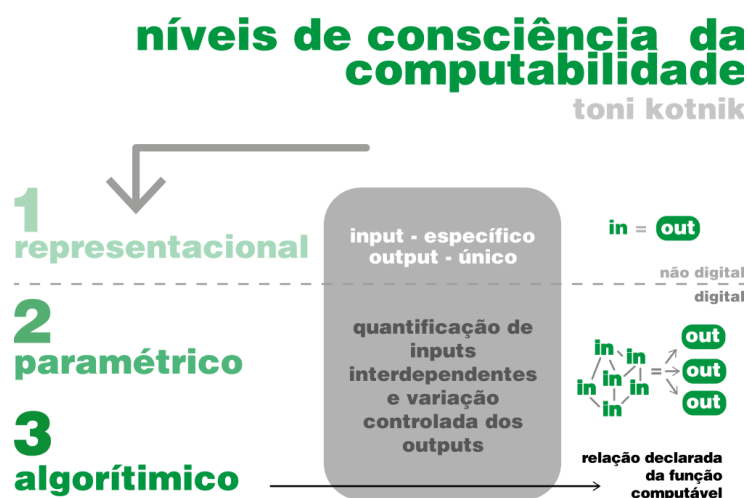 níveis de consciência da
computabilidade
toni kotnik
1
representacional
input - específico
output - único
in = out
não digital
digital
2
paramétrico
quantificação de
inputs
interdependentes
e variação
controlada dos
outputs
in
in
in
in
in
in
=
out
out
out
3
algorítimico
relação declarada
da função
computável